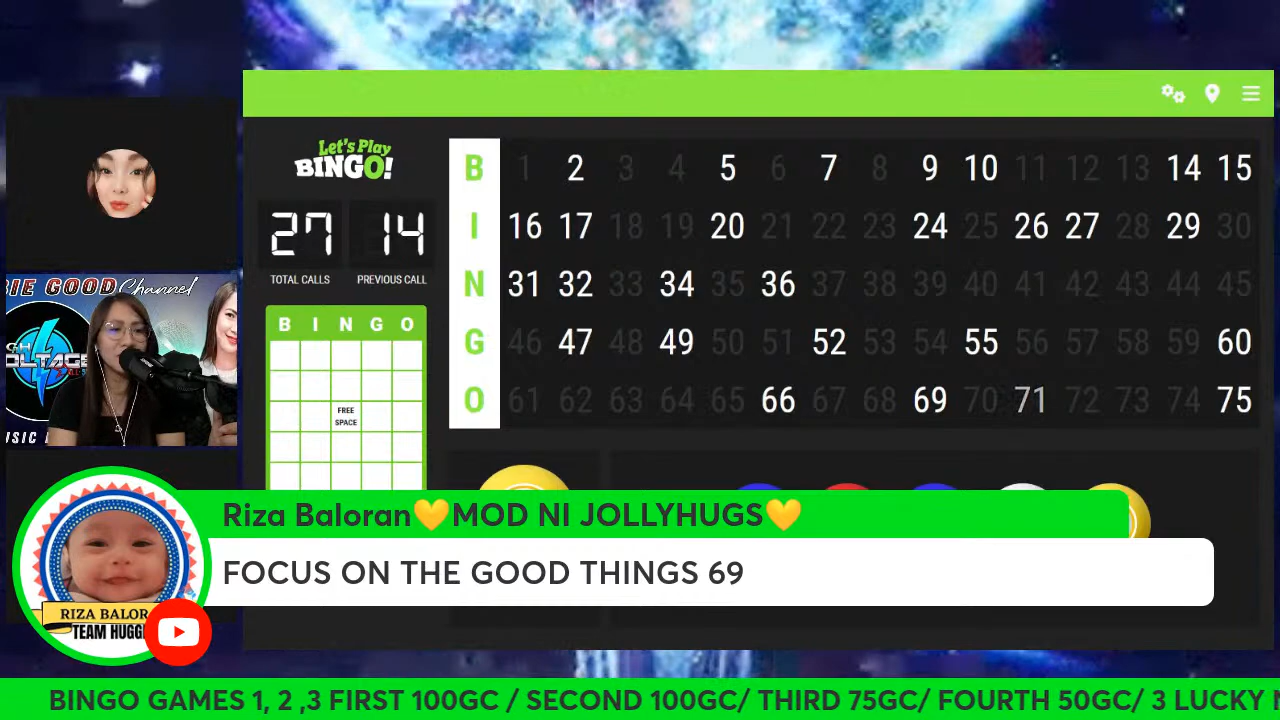 BIE GOOD Channel
Let's Play
BINGO!
27
14
TOTAL CALLS
PREVIOUS CALL
B I N G O
FREE
SPACE
B 1 2 3 4 5 6 7 8 9 10 11 12 13 14 15
I 16 17 18 19 20 21 22 23 24 25 26 27 28 29 30
N 31 32 33 34 35 36 37 38 39 40 41 42 43 44 45
G 46 47 48 49 50 51 52 53 54 55 56 57 58 59 60
O 61 62 63 64 65 66 67 68 69 70 71 72 73 74 75
Riza Baloran💛MOD NI JOLLYHUGS💛
FOCUS ON THE GOOD THINGS 69
RIZA BALOR
TEAM HUGG
BINGO GAMES 1, 2 ,3 FIRST 100GC / SECOND 100GC/ THIRD 75GC/ FOURTH 50GC/ 3 LUCKY